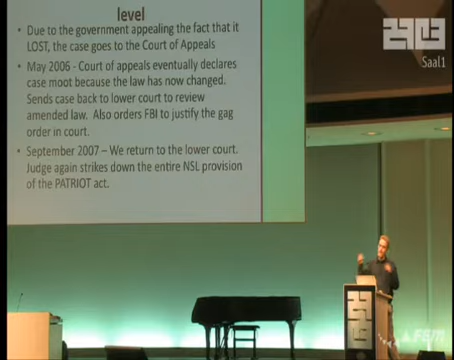 level
• Due to the government appealing the fact that it
LOST, the case goes to the Court of Appeals
• May 2006 - Court of appeals eventually declares
case moot because the law has now changed.
Sends case back to lower court to review
amended law. Also orders FBI to justify the gag
order in court.
• September 2007 – We return to the lower court.
Judge again strikes down the entire NSL provision
of the PATRIOT act.
Saal1
FEM